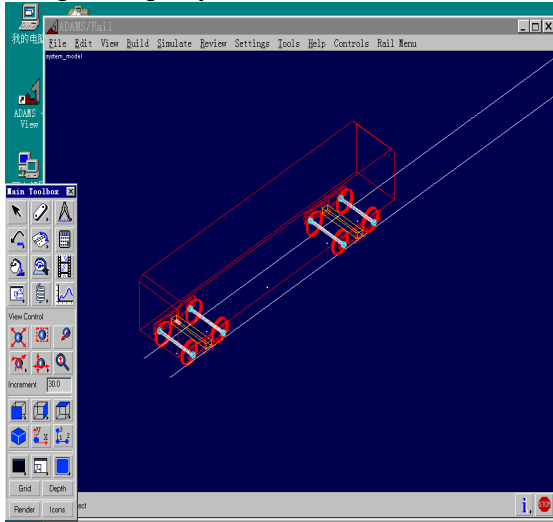 我的电脑
ADAMS/Rail
File Edit View Build Simulate Review Settings Tools Help Controls Rail Menu
system_model
ADAMS -
View
Main Toolbox
View Control
Increment 30.0
Grid Depth
Render Icons
ect
i
STOP